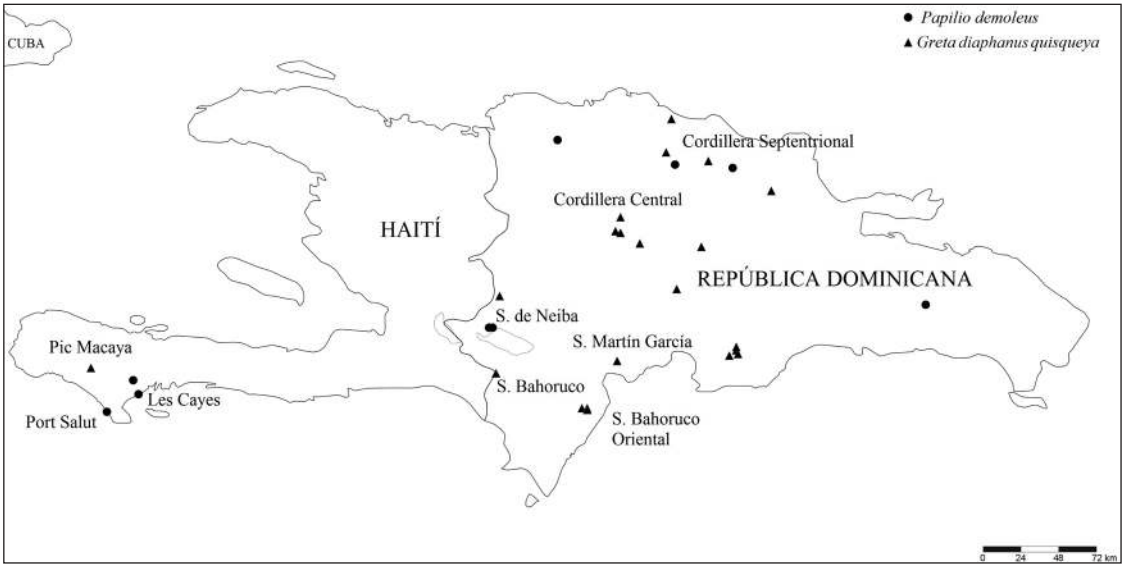 Papilio demoleus
Greta diaphanus quisqueya
CUBA
Cordillera Septentrional
Cordillera Central
HAITÍ
REPÚBLICA DOMINICANA
S. de Neiba
S. Martín García
Pic Macaya
S. Bahoruco
Les Cayes
Port Salut
S. Bahoruco
Oriental
0 24 48 72 km